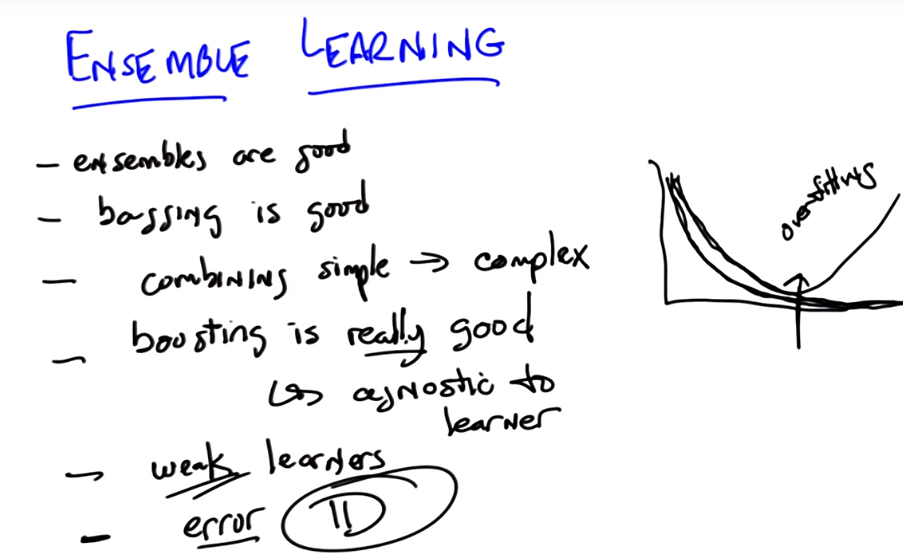 ENSEMBLE LEARNING
– ensembles are good
– bagging is good
– combining simple → complex
– boosting is really good
↳ agnostic to
learner
– weak learners
– error D
overfitting